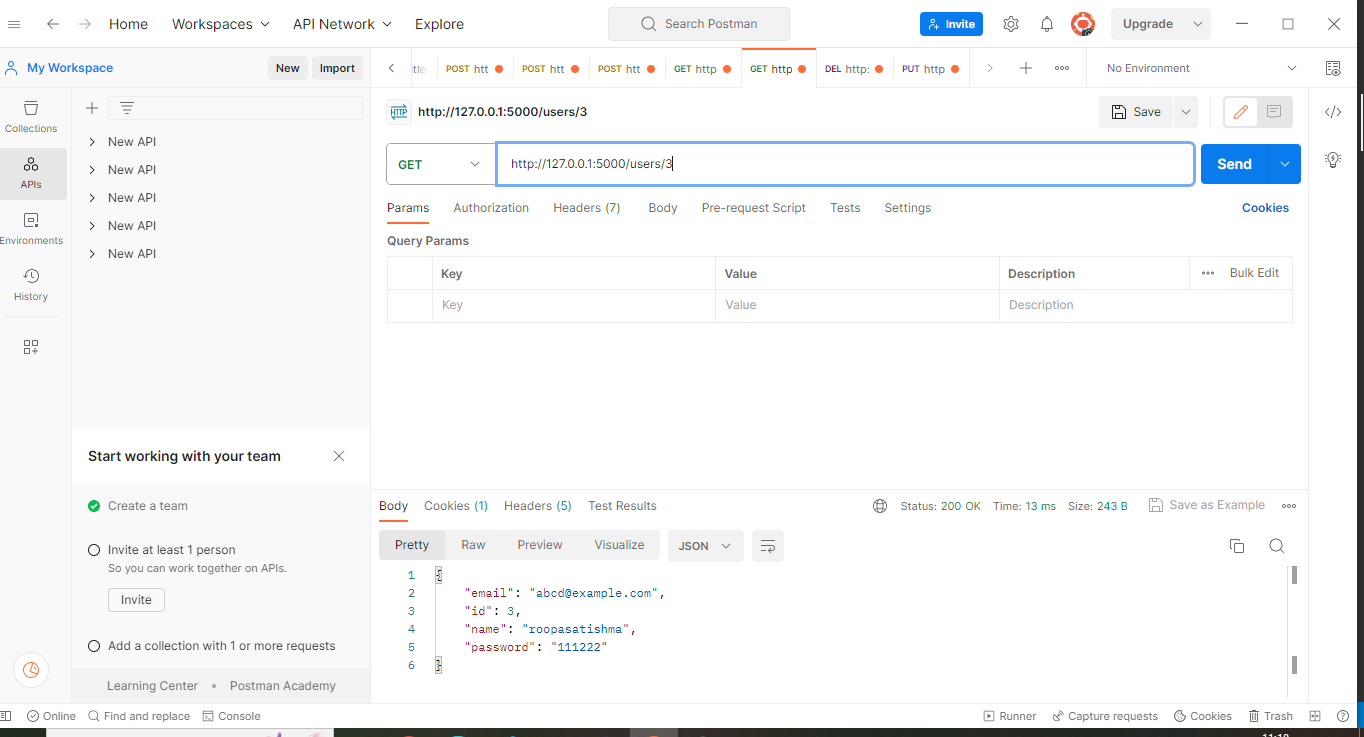 Home Workspaces API Network Explore Search Postman Invite Upgrade
My Workspace New Import
POST htt POST htt POST htt GET http GET http DEL http: PUT http No Environment
Collections
APIs
Environments
History
New API
New API
New API
New API
New API
Start working with your team
Create a team
Invite at least 1 person
So you can work together on APIs.
Invite
Add a collection with 1 or more requests
Learning Center • Postman Academy
HTTP http://127.0.0.1:5000/users/3 Save
GET http://127.0.0.1:5000/users/3 Send
Params Authorization Headers (7) Body Pre-request Script Tests Settings Cookies
Query Params
Key Value Description Bulk Edit
Key Value Description
Body Cookies (1) Headers (5) Test Results Status: 200 OK Time: 13 ms Size: 243 B Save as Example
Pretty Raw Preview Visualize JSON
1 {
2 "email": "abcd@example.com",
3 "id": 3,
4 "name": "roopasatishma",
5 "password": "111222"
6 }
Online Find and replace Console Runner Capture requests Cookies Trash